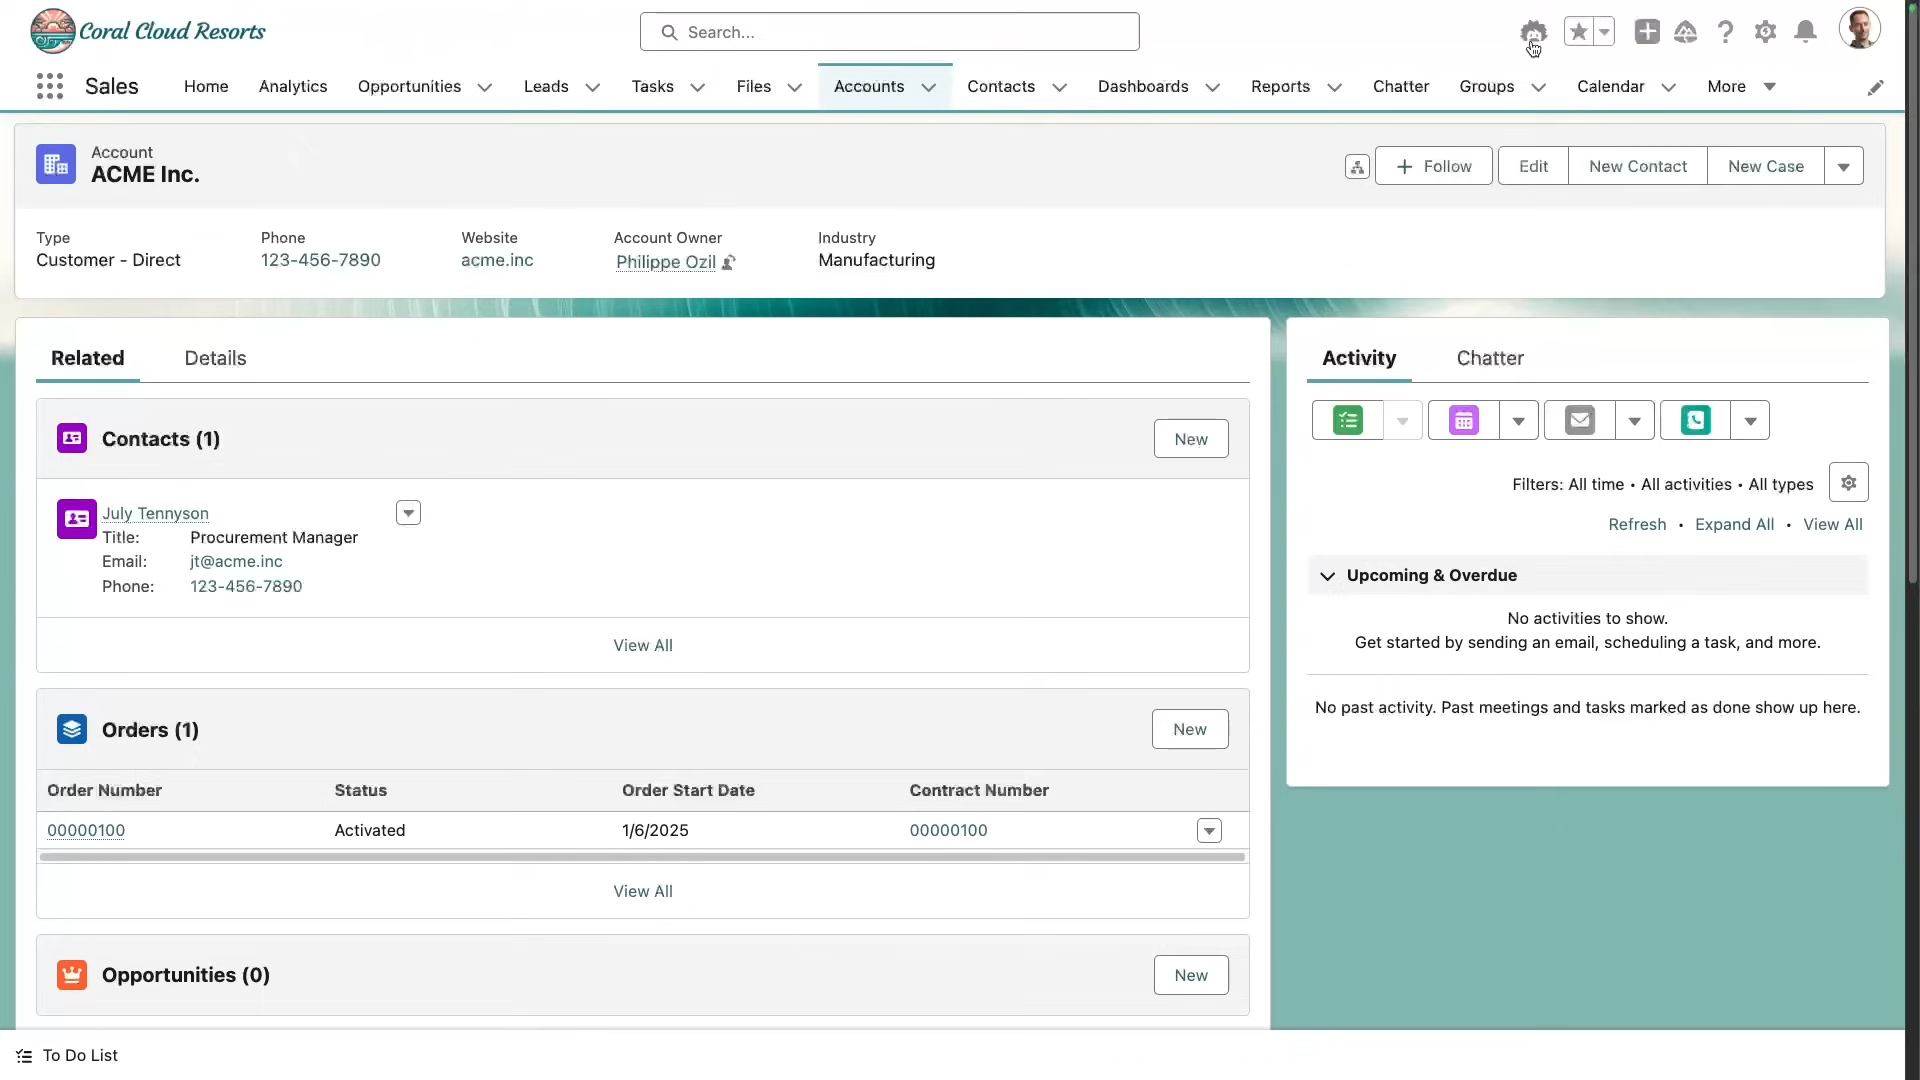 Coral Cloud Resorts
Search...
Sales
Home
Analytics
Opportunities
Leads
Tasks
Files
Accounts
Contacts
Dashboards
Reports
Chatter
Groups
Calendar
More
Account
ACME Inc.
Follow
Edit
New Contact
New Case
Type
Customer - Direct
Phone
123-456-7890
Website
acme.inc
Account Owner
Philippe Ozil
Industry
Manufacturing
Related
Details
Contacts (1)
New
July Tennyson
Title: Procurement Manager
Email: jt@acme.inc
Phone: 123-456-7890
View All
Orders (1)
New
Order Number Status Order Start Date Contract Number
00000100 Activated 1/6/2025 00000100
View All
Opportunities (0)
New
Activity
Chatter
Filters: All time • All activities • All types
Refresh • Expand All • View All
Upcoming & Overdue
No activities to show.
Get started by sending an email, scheduling a task, and more.
No past activity. Past meetings and tasks marked as done show up here.
To Do List